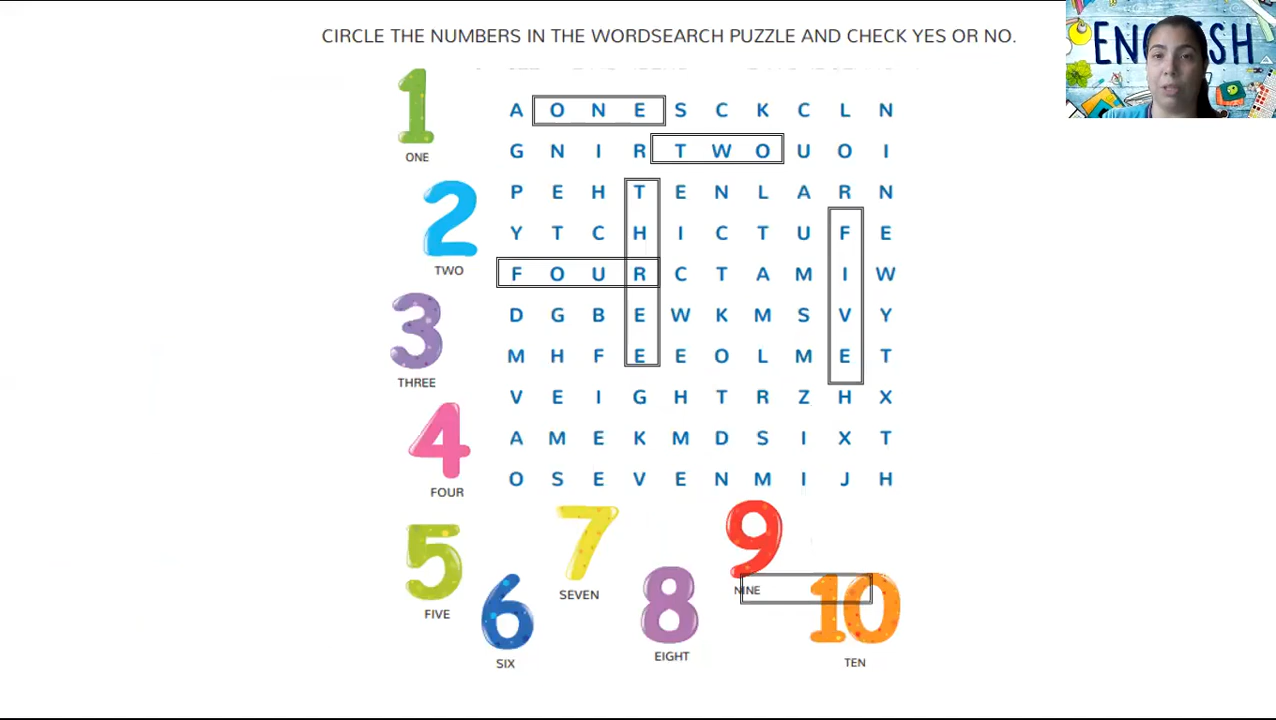 CIRCLE THE NUMBERS IN THE WORDSEARCH PUZZLE AND CHECK YES OR NO.
ENGLISH
1
ONE
2
TWO
3
THREE
4
FOUR
5
FIVE
6
SIX
7
SEVEN
8
EIGHT
9
NINE
10
TEN
A O N E S C K C L N
G N I R T W O U O I
P E H T E N L A R N
Y T C H I C T U F E
F O U R C T A M I W
D G B E W K M S V Y
M H F E E O L M E T
V E I G H T R Z H X
A M E K M D S I X T
O S E V E N M I J H